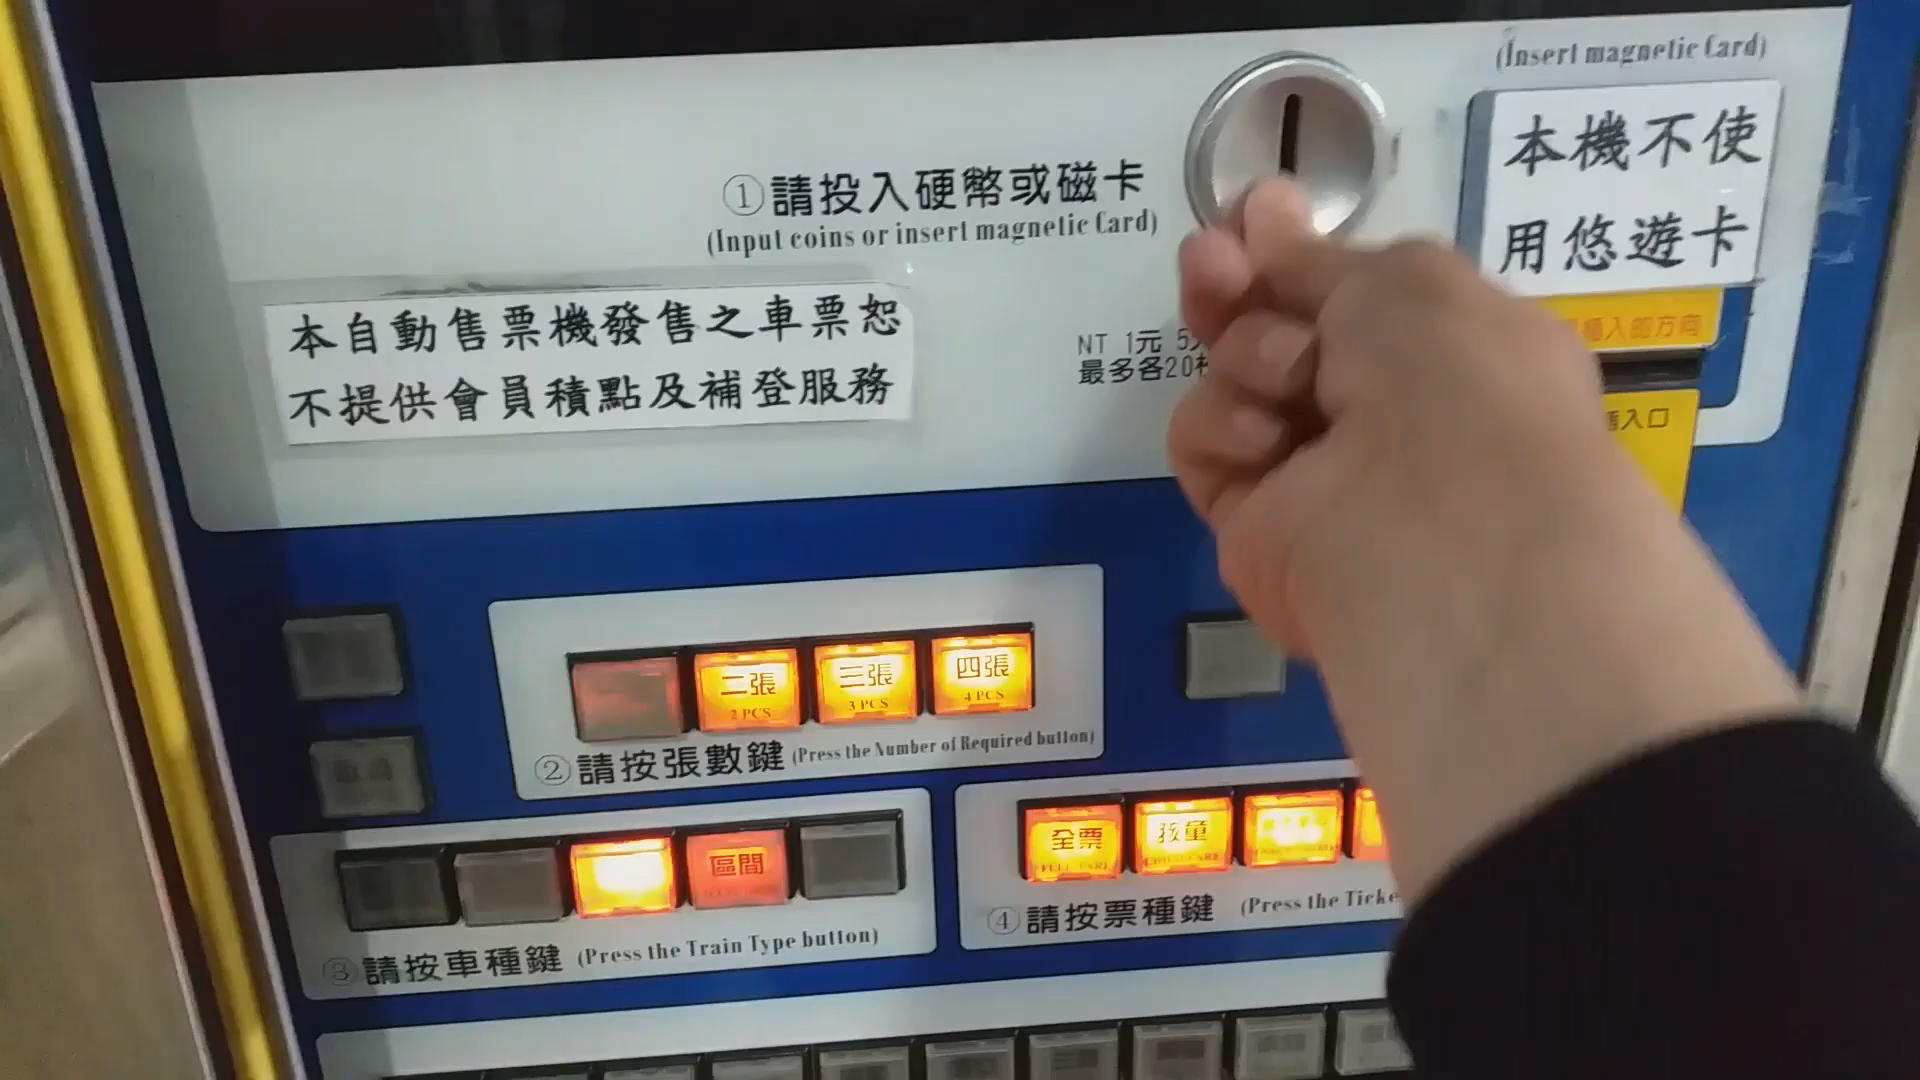 (Insert magnetic Card)
本機不使
用悠遊卡
①請投入硬幣或磁卡
(Input coins or insert magnetic Card)
本自動售票機發售之車票恕
不提供會員積點及補登服務
NT 1元 5
最多各20
插入的方向
插入口
二張
2 PCS
三張
3 PCS
四張
4 PCS
②請按張數鍵 (Press the Number of Required button)
區間
③請按車種鍵 (Press the Train Type button)
全票
FULL FARE
孩童
④請按票種鍵 (Press the Ticke